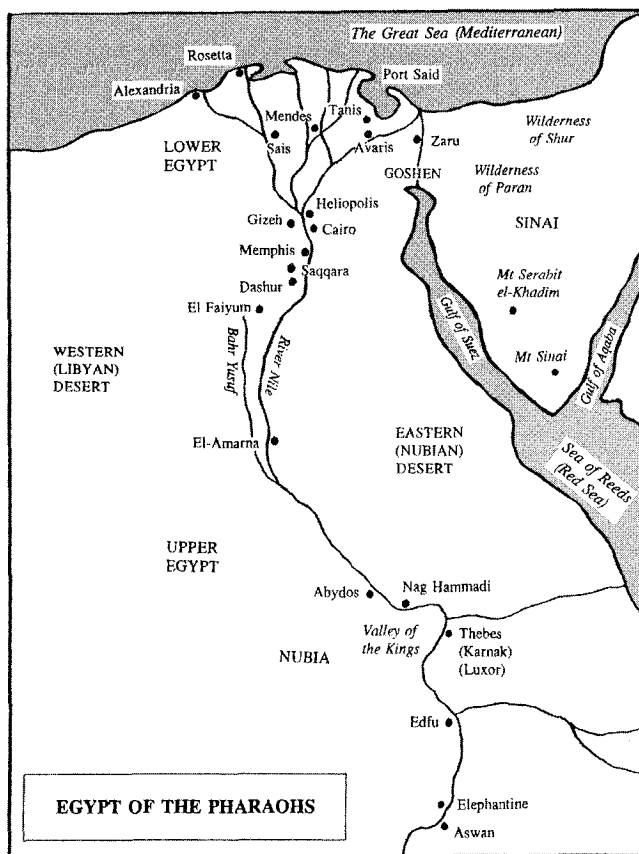 The Great Sea (Mediterranean)
Rosetta
Port Said
Alexandria
Tanis
Mendes
Wilderness
of Shur
LOWER
EGYPT
Sais
Avaris
Zaru
GOSHEN
Wilderness
of Paran
Heliopolis
Gizeh
Cairo
SINAI
Memphis
Saqqara
Dashur
Mt Serabit
el-Khadim
El Faiyum
Gulf of Suez
Gulf of Aqaba
WESTERN
(LIBYAN)
DESERT
Bahr Yusuf
River Nile
Mt Sinai
El-Amarna
EASTERN
(NUBIAN)
DESERT
Sea of Reeds
(Red Sea)
UPPER
EGYPT
Abydos
Nag Hammadi
Valley of
the Kings
Thebes
(Karnak)
(Luxor)
NUBIA
Edfu
EGYPT OF THE PHARAOHS
Elephantine
Aswan